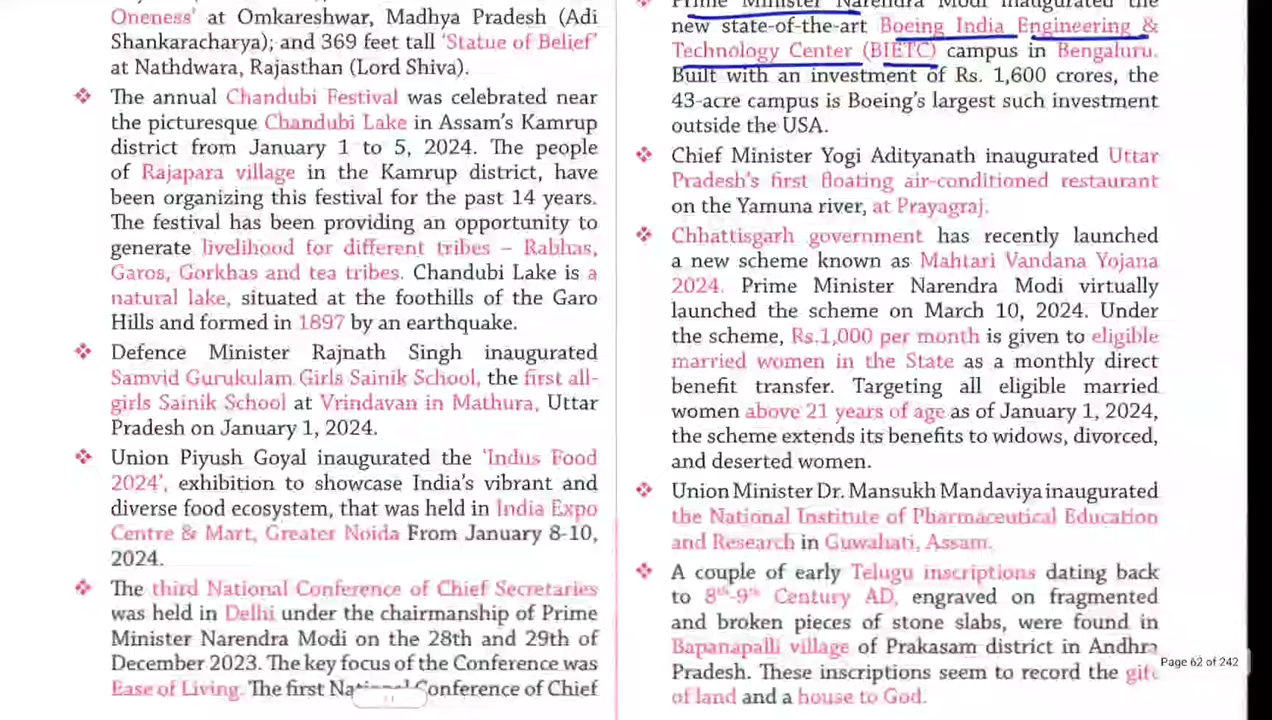 Oneness' at Omkareshwar, Madhya Pradesh (Adi
Shankaracharya); and 369 feet tall 'Statue of Belief'
at Nathdwara, Rajasthan (Lord Shiva).
❖ The annual Chandubi Festival was celebrated near
the picturesque Chandubi Lake in Assam's Kamrup
district from January 1 to 5, 2024. The people
of Rajapara village in the Kamrup district, have
been organizing this festival for the past 14 years.
The festival has been providing an opportunity to
generate livelihood for different tribes – Rabhas,
Garos, Gorkhas and tea tribes. Chandubi Lake is a
natural lake, situated at the foothills of the Garo
Hills and formed in 1897 by an earthquake.
❖ Defence Minister Rajnath Singh inaugurated
Samvid Gurukulam Girls Sainik School, the first all-
girls Sainik School at Vrindavan in Mathura, Uttar
Pradesh on January 1, 2024.
❖ Union Piyush Goyal inaugurated the 'Indus Food
2024', exhibition to showcase India's vibrant and
diverse food ecosystem, that was held in India Expo
Centre & Mart, Greater Noida From January 8-10,
2024.
❖ The third National Conference of Chief Secretaries
was held in Delhi under the chairmanship of Prime
Minister Narendra Modi on the 28th and 29th of
December 2023. The key focus of the Conference was
Ease of Living. The first National Conference of Chief
❖ Prime Minister Narendra Modi inaugurated the
new state-of-the-art Boeing India Engineering &
Technology Center (BIETC) campus in Bengaluru.
Built with an investment of Rs. 1,600 crores, the
43-acre campus is Boeing's largest such investment
outside the USA.
❖ Chief Minister Yogi Adityanath inaugurated Uttar
Pradesh's first floating air-conditioned restaurant
on the Yamuna river, at Prayagraj.
❖ Chhattisgarh government has recently launched
a new scheme known as Mahtari Vandana Yojana
2024. Prime Minister Narendra Modi virtually
launched the scheme on March 10, 2024. Under
the scheme, Rs.1,000 per month is given to eligible
married women in the State as a monthly direct
benefit transfer. Targeting all eligible married
women above 21 years of age as of January 1, 2024,
the scheme extends its benefits to widows, divorced,
and deserted women.
❖ Union Minister Dr. Mansukh Mandaviya inaugurated
the National Institute of Pharmaceutical Education
and Research in Guwahati, Assam.
❖ A couple of early Telugu inscriptions dating back
to 8th-9th Century AD, engraved on fragmented
and broken pieces of stone slabs, were found in
Bapanapalli village of Prakasam district in Andhra
Pradesh. These inscriptions seem to record the gift
of land and a house to God.
Page 62 of 242